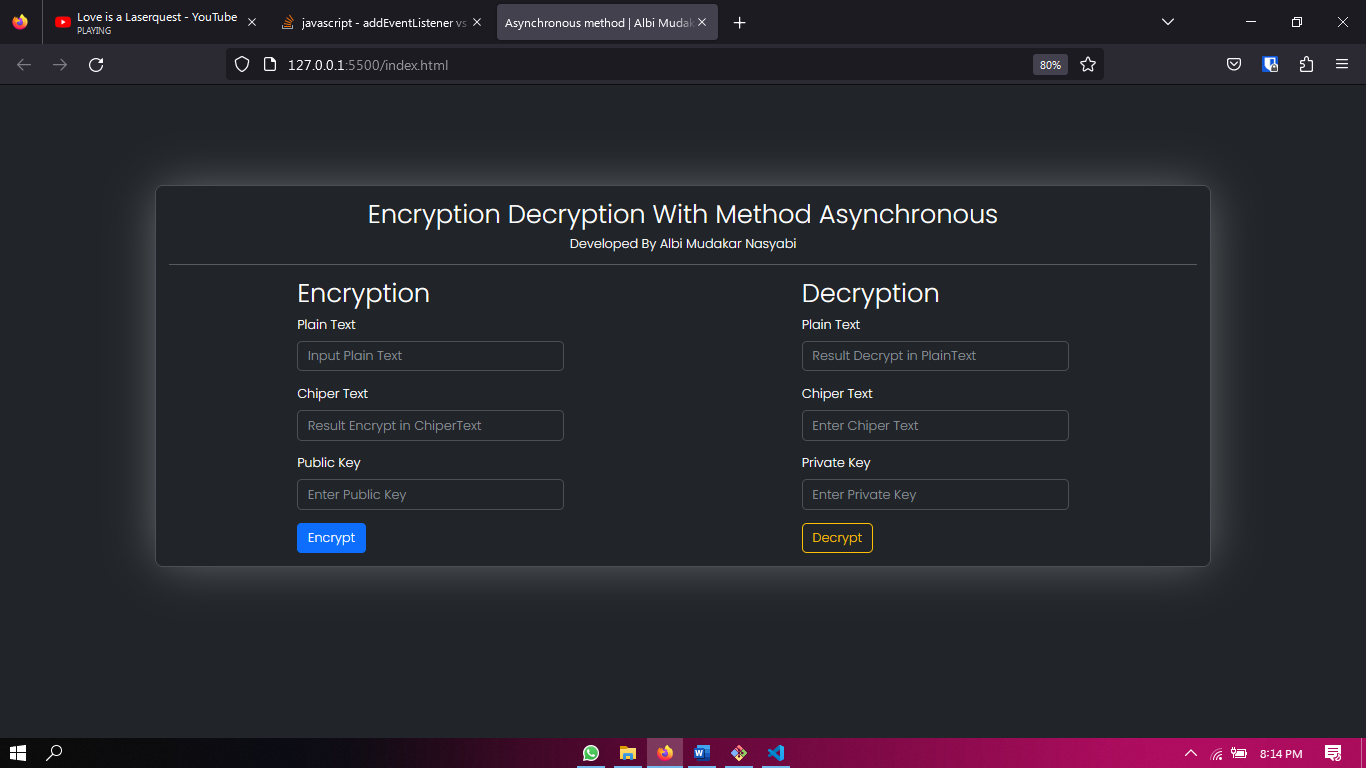 Love is a Laserquest - YouTube
PLAYING
javascript - addEventListener vs
Asynchronous method | Albi Mudak
127.0.0.1:5500/index.html
80%
Encryption Decryption With Method Asynchronous
Developed By Albi Mudakar Nasyabi
Encryption
Plain Text
Input Plain Text
Chiper Text
Result Encrypt in ChiperText
Public Key
Enter Public Key
Encrypt
Decryption
Plain Text
Result Decrypt in PlainText
Chiper Text
Enter Chiper Text
Private Key
Enter Private Key
Decrypt
8:14 PM